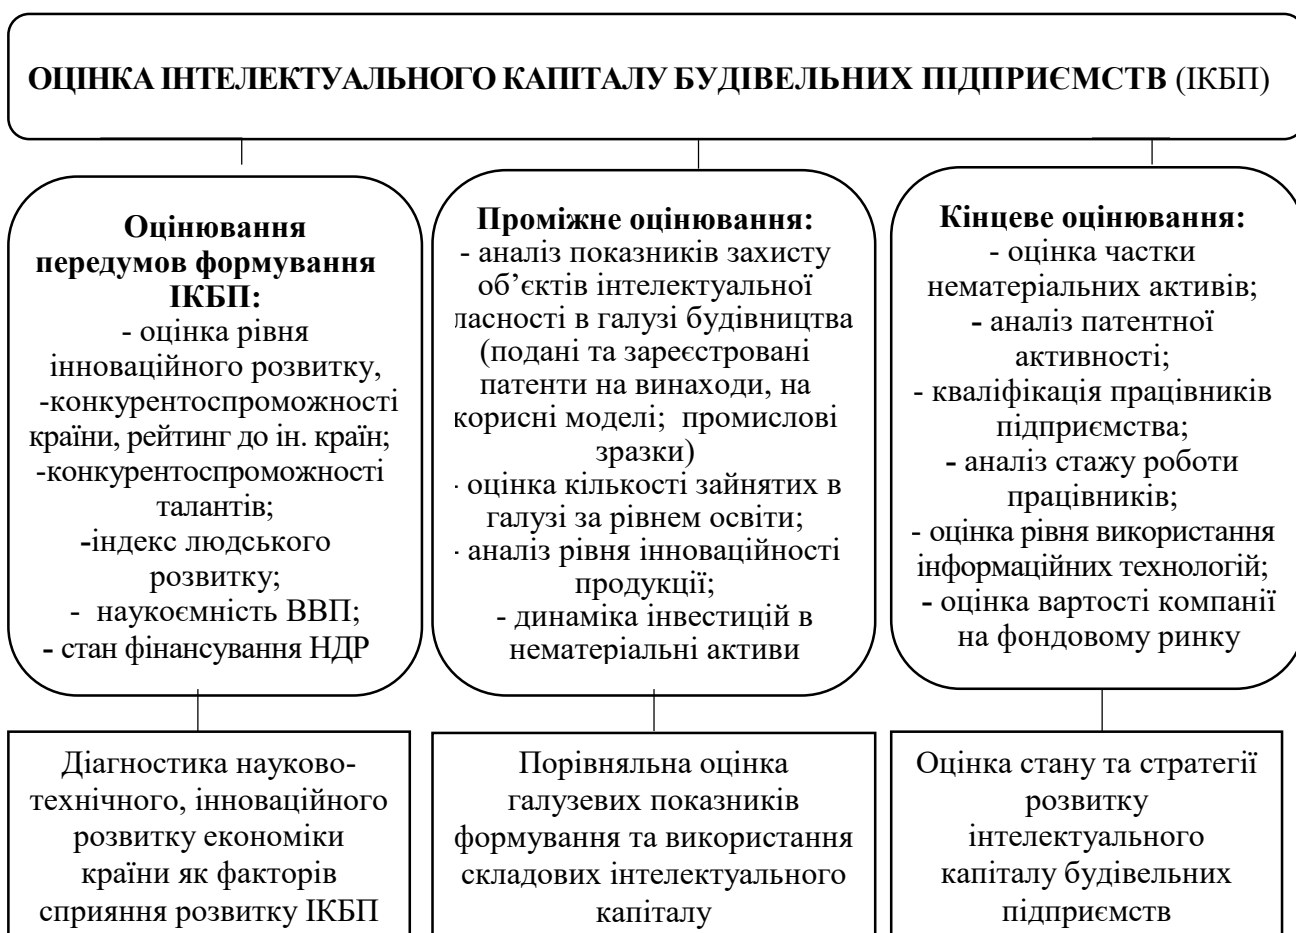 ОЦІНКА ІНТЕЛЕКТУАЛЬНОГО КАПІТАЛУ БУДІВЕЛЬНИХ ПІДПРИЄМСТВ (ІКБП)
Оцінювання
передумов формування
ІКБП:
- оцінка рівня
інноваційного розвитку,
-конкурентоспроможності
країни, рейтинг до ін. країн;
-конкурентоспроможності
талантів;
-індекс людського
розвитку;
- наукоємність ВВП;
- стан фінансування НДР
Проміжне оцінювання:
- аналіз показників захисту
об’єктів інтелектуальної
ласності в галузі будівництва
(подані та зареєстровані
патенти на винаходи, на
корисні моделі; промислові
зразки)
- оцінка кількості зайнятих в
галузі за рівнем освіти;
- аналіз рівня інноваційності
продукції;
- динаміка інвестицій в
нематеріальні активи
Кінцеве оцінювання:
- оцінка частки
нематеріальних активів;
- аналіз патентної
активності;
- кваліфікація працівників
підприємства;
- аналіз стажу роботи
працівників;
- оцінка рівня використання
інформаційних технологій;
- оцінка вартості компанії
на фондовому ринку
Діагностика науково-
технічного, інноваційного
розвитку економіки
країни як факторів
сприяння розвитку ІКБП
Порівняльна оцінка
галузевих показників
формування та використання
складових інтелектуального
капіталу
Оцінка стану та стратегії
розвитку
інтелектуального
капіталу будівельних
підприємств